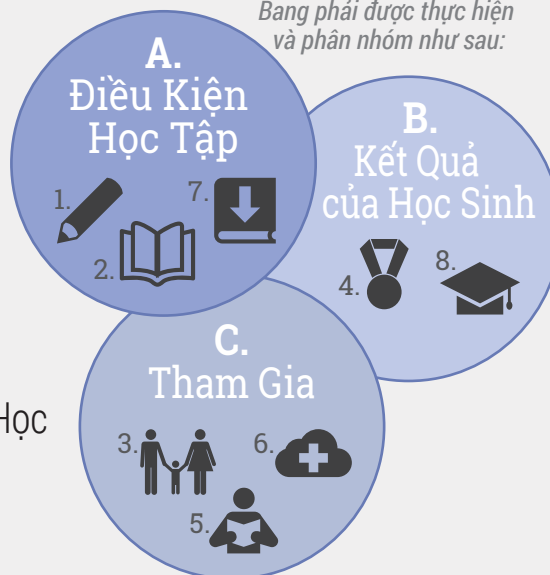 Bang phải được thực hiện
và phân nhóm như sau:
A.
Điều Kiện
Học Tập
1.
7.
2.
B.
Kết Quả
của Học Sinh
4.
8.
C.
Tham Gia
Học
3.
6.
5.